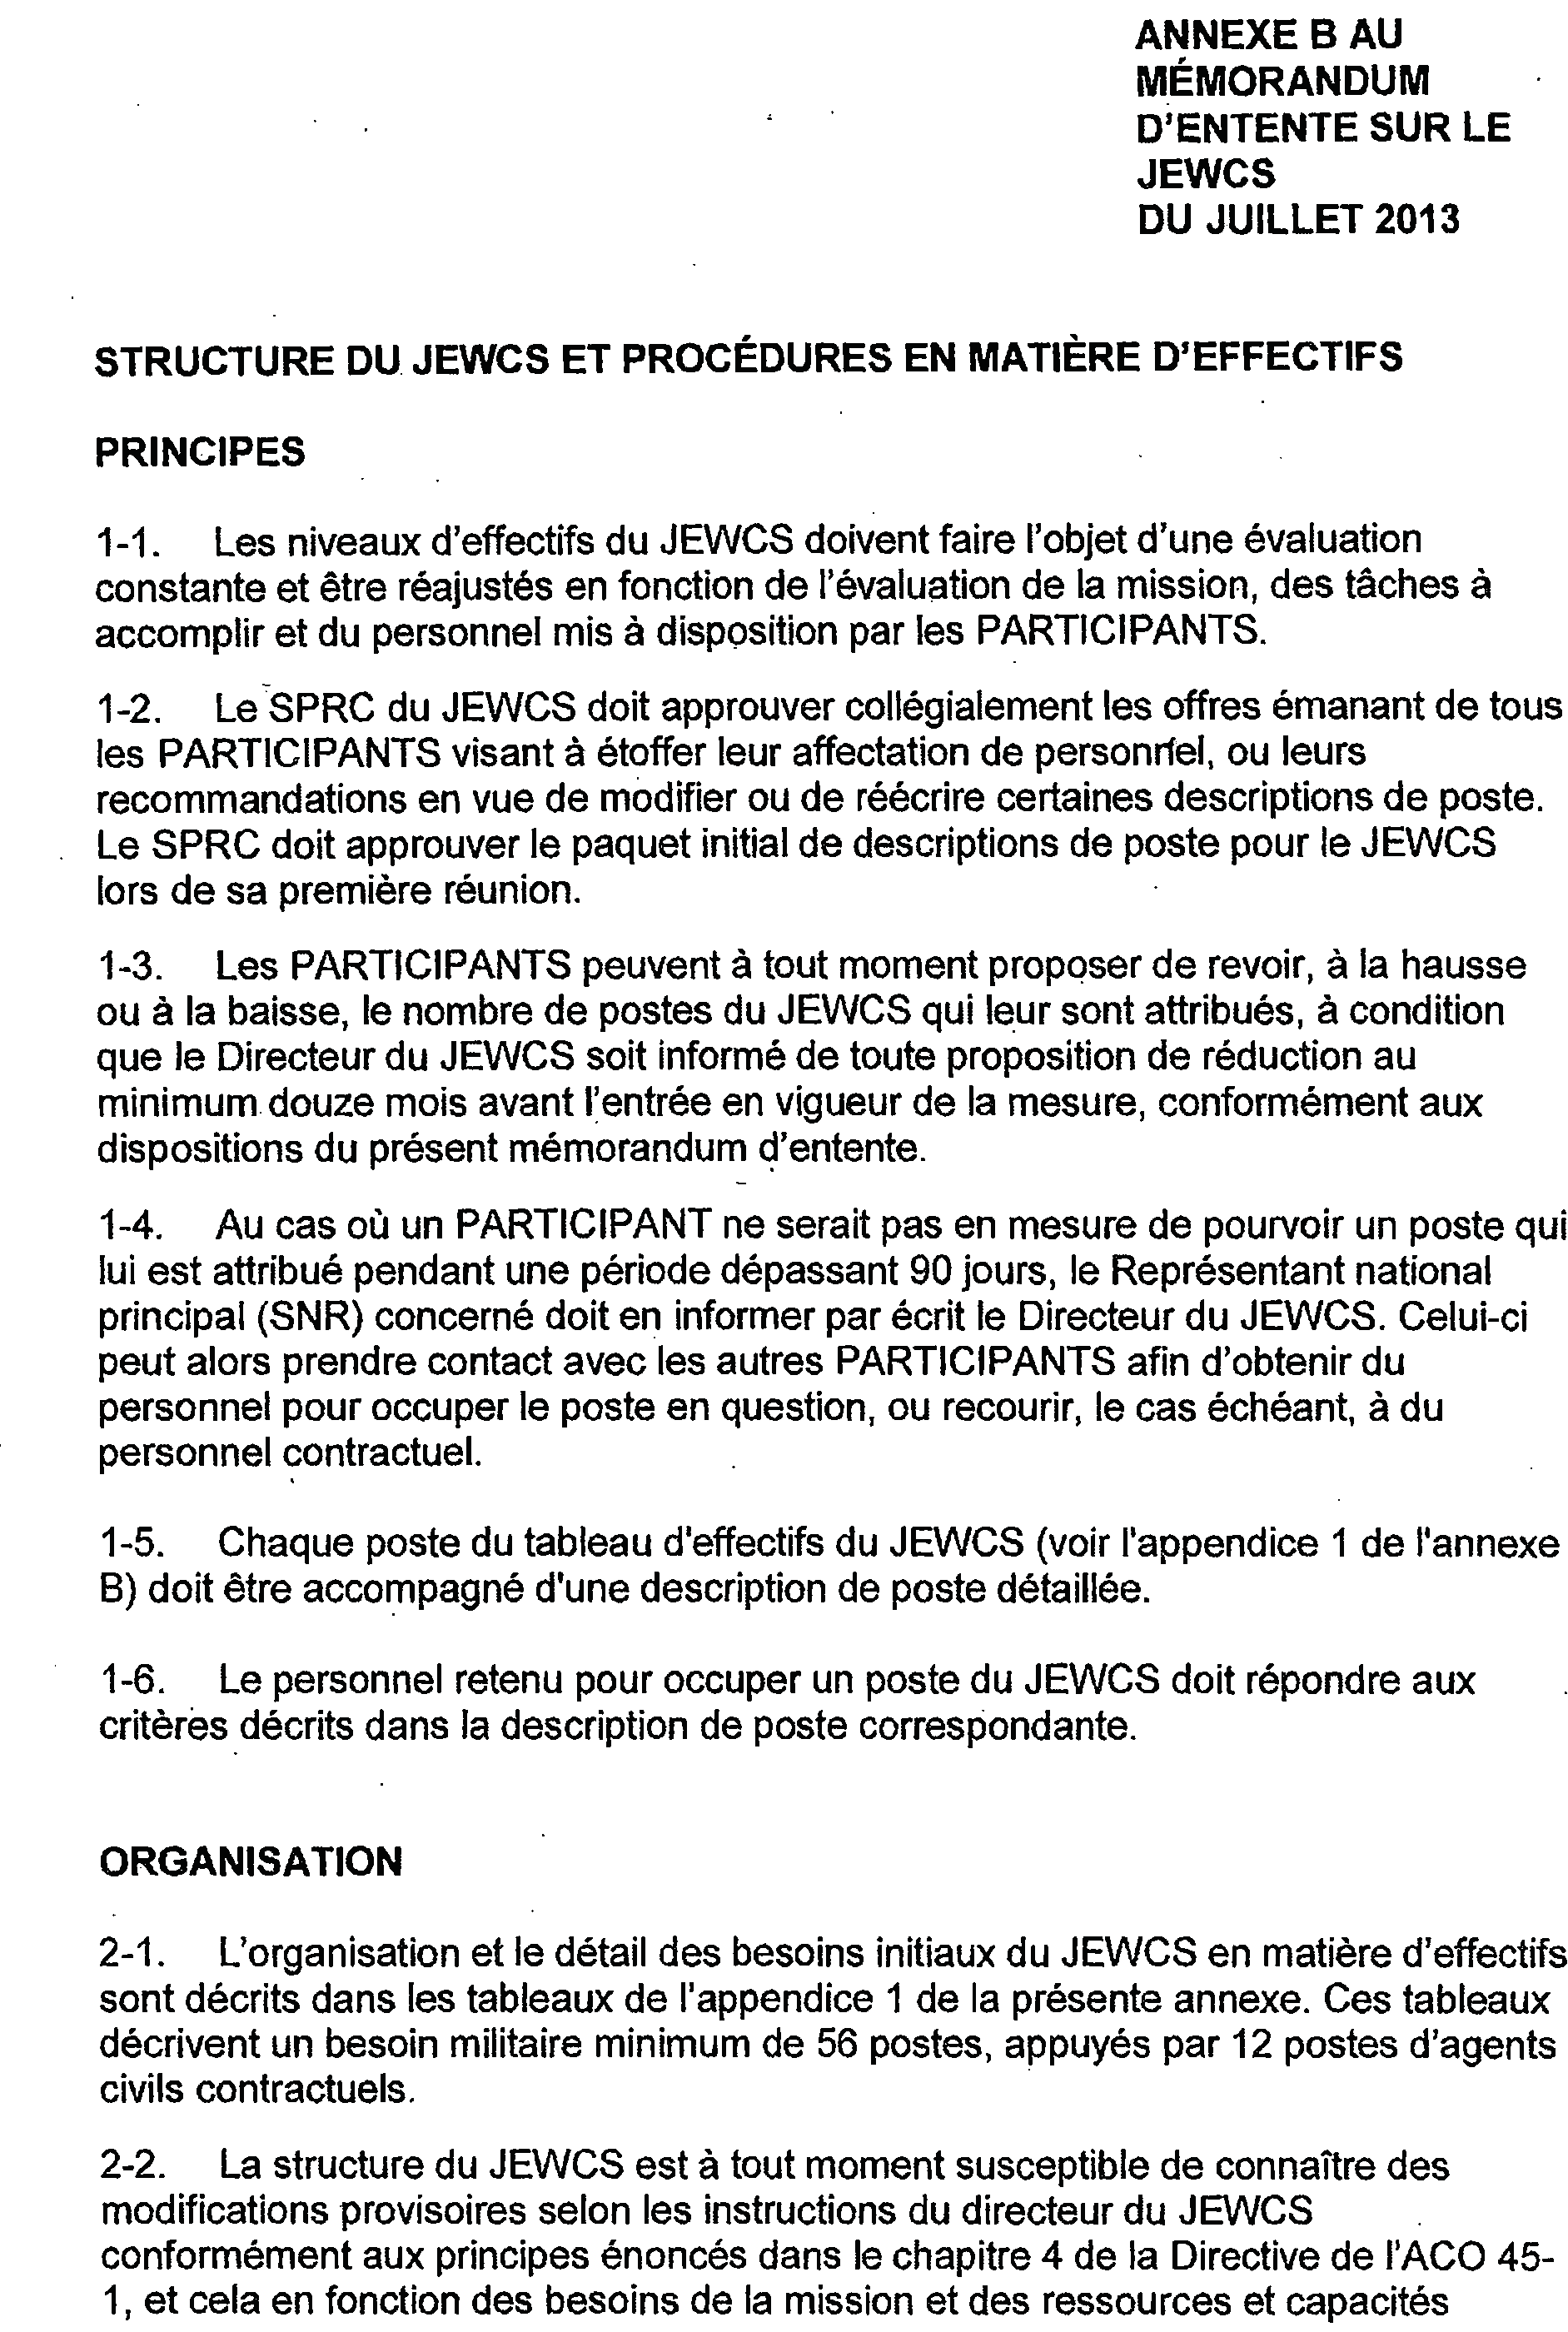 ANNEXE B AU
MÉMORANDUM
D'ENTENTE SUR LE
JEWCS
DU JUILLET 2013
STRUCTURE DU JEWCS ET PROCÉDURES EN MATIÈRE D'EFFECTIFS
PRINCIPES
1-1. Les niveaux d'effectifs du JEWCS doivent faire l'objet d'une évaluation
constante et être réajustés en fonction de l'évaluation de la mission, des tâches à
accomplir et du personnel mis à disposition par les PARTICIPANTS.
1-2. Le SPRC du JEWCS doit approuver collégialement les offres émanant de tous
les PARTICIPANTS visant à étoffer leur affectation de personnel, ou leurs
recommandations en vue de modifier ou de réécrire certaines descriptions de poste.
Le SPRC doit approuver le paquet initial de descriptions de poste pour le JEWCS
lors de sa première réunion.
1-3. Les PARTICIPANTS peuvent à tout moment proposer de revoir, à la hausse
ou à la baisse, le nombre de postes du JEWCS qui leur sont attribués, à condition
que le Directeur du JEWCS soit informé de toute proposition de réduction au
minimum douze mois avant l'entrée en vigueur de la mesure, conformément aux
dispositions du présent mémorandum d'entente.
1-4. Au cas où un PARTICIPANT ne serait pas en mesure de pourvoir un poste qui
lui est attribué pendant une période dépassant 90 jours, le Représentant national
principal (SNR) concerné doit en informer par écrit le Directeur du JEWCS. Celui-ci
peut alors prendre contact avec les autres PARTICIPANTS afin d'obtenir du
personnel pour occuper le poste en question, ou recourir, le cas échéant, à du
personnel contractuel.
1-5. Chaque poste du tableau d'effectifs du JEWCS (voir l'appendice 1 de l'annexe
B) doit être accompagné d'une description de poste détaillée.
1-6. Le personnel retenu pour occuper un poste du JEWCS doit répondre aux
critères décrits dans la description de poste correspondante.
ORGANISATION
2-1. L'organisation et le détail des besoins initiaux du JEWCS en matière d'effectifs
sont décrits dans les tableaux de l'appendice 1 de la présente annexe. Ces tableaux
décrivent un besoin militaire minimum de 56 postes, appuyés par 12 postes d'agents
civils contractuels.
2-2. La structure du JEWCS est à tout moment susceptible de connaître des
modifications provisoires selon les instructions du directeur du JEWCS
conformément aux principes énoncés dans le chapitre 4 de la Directive de l'ACO 45-
1, et cela en fonction des besoins de la mission et des ressources et capacités